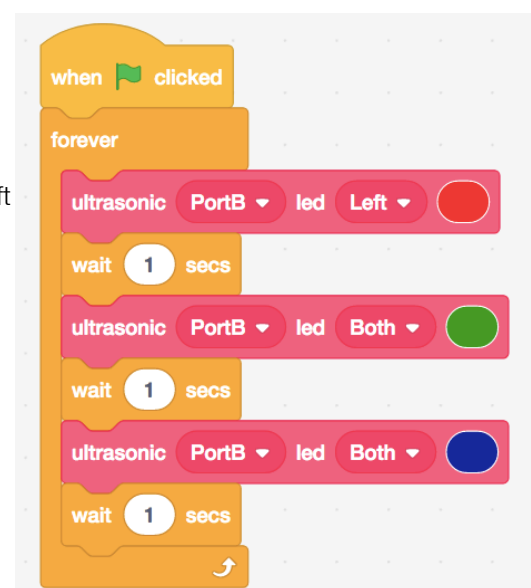 when clicked
forever
ft
ultrasonic PortB led Left
wait 1 secs
ultrasonic PortB led Both
wait 1 secs
ultrasonic PortB led Both
wait 1 secs